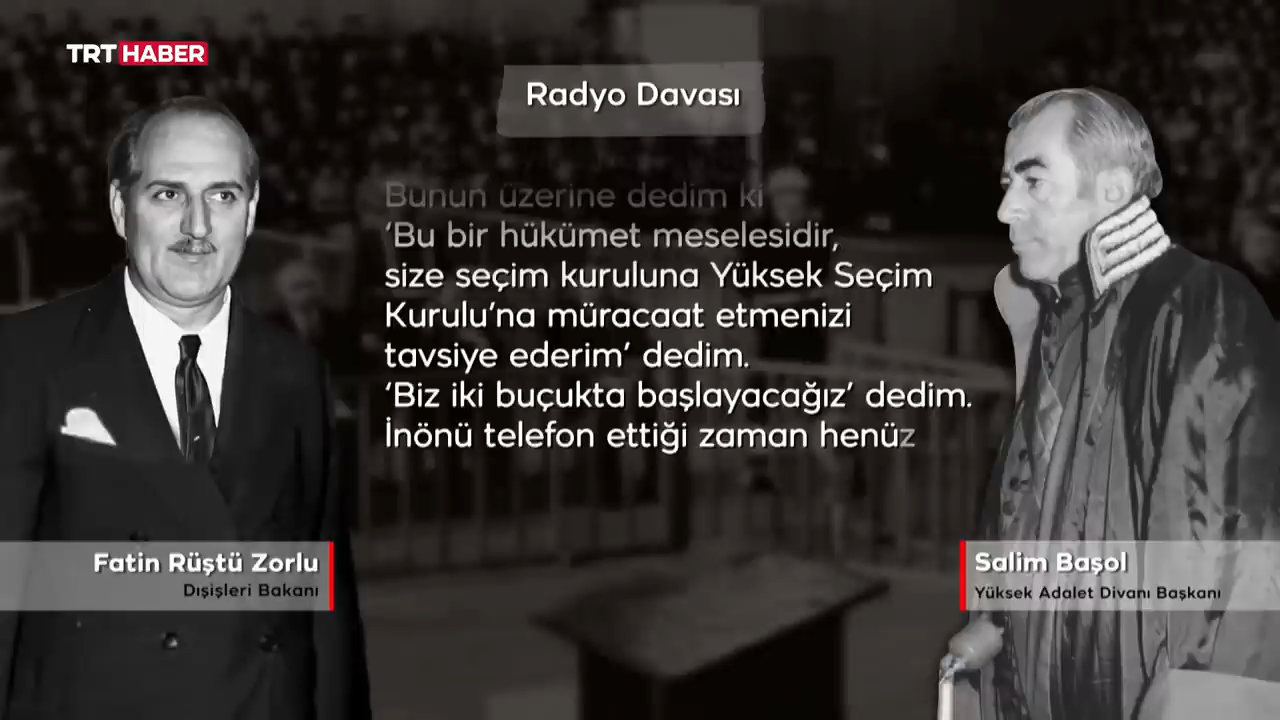 TRT HABER
Radyo Davası
Bunun üzerine dedim ki
‘Bu bir hükümet meselesidir,
size seçim kuruluna Yüksek Seçim
Kurulu’na müracaat etmenizi
tavsiye ederim’ dedim.
‘Biz iki buçukta başlayacağız’ dedim.
İnönü telefon ettiği zaman henüz
Fatin Rüştü Zorlu
Dışişleri Bakanı
Salim Başol
Yüksek Adalet Divanı Başkanı